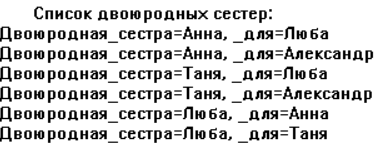 Список двоюродных сестер:
Двоюродная_сестра=Анна, _для=Люба
Двоюродная_сестра=Анна, _для=Александр
Двоюродная_сестра=Таня, _для=Люба
Двоюродная_сестра=Таня, _для=Александр
Двоюродная_сестра=Люба, _для=Анна
Двоюродная_сестра=Люба, _для=Таня